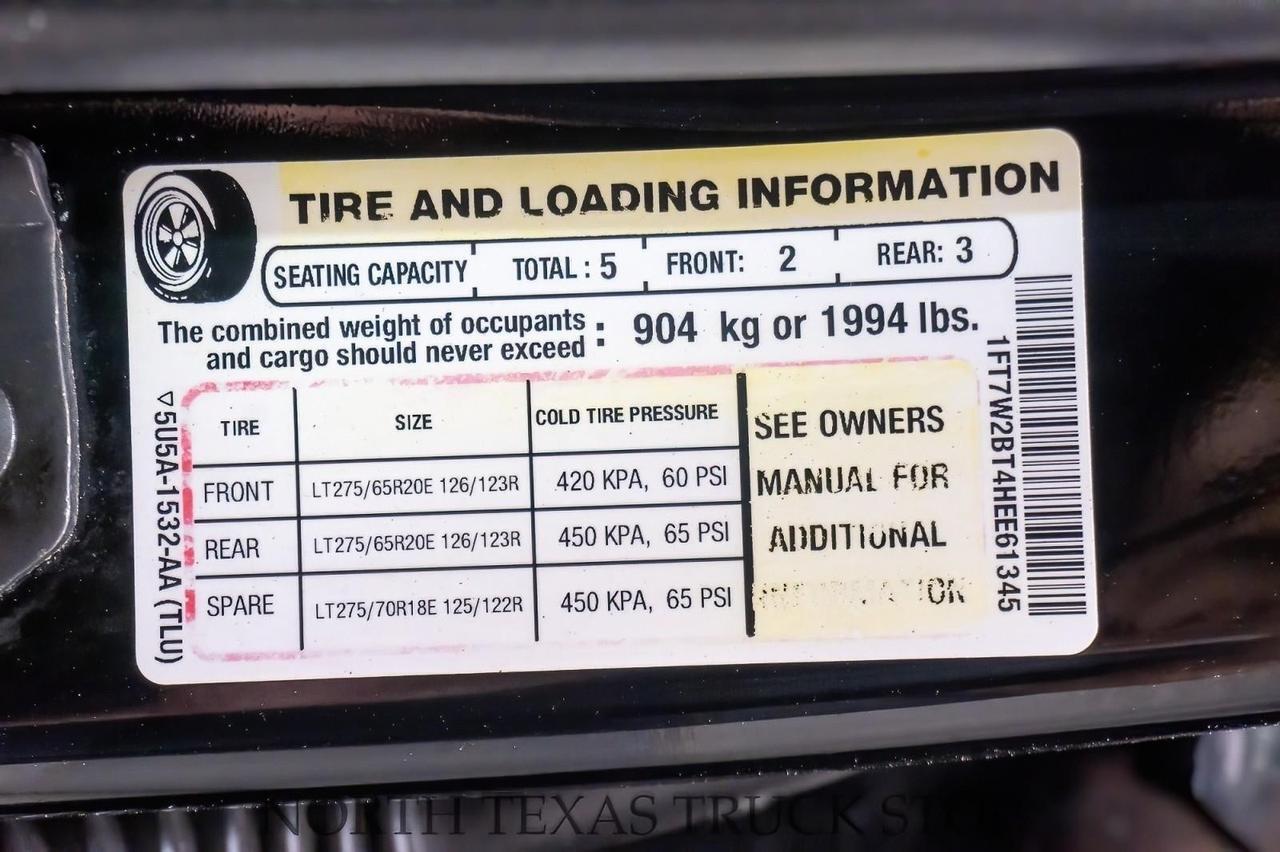 TIRE AND LOADING INFORMATION
SEATING CAPACITY TOTAL : 5 FRONT: 2 REAR: 3
The combined weight of occupants
and cargo should never exceed : 904 kg or 1994 lbs.
TIRE SIZE COLD TIRE PRESSURE
FRONT LT275/65R20E 126/123R 420 KPA, 60 PSI
REAR LT275/65R20E 126/123R 450 KPA, 65 PSI
SPARE LT275/70R18E 125/122R 450 KPA, 65 PSI
SEE OWNERS
MANUAL FOR
ADDITIONAL
INFORMATION
5U5A-1532-AA (TLU)
1FT7W2BT4HEE61345
NORTH TEXAS TRUCK